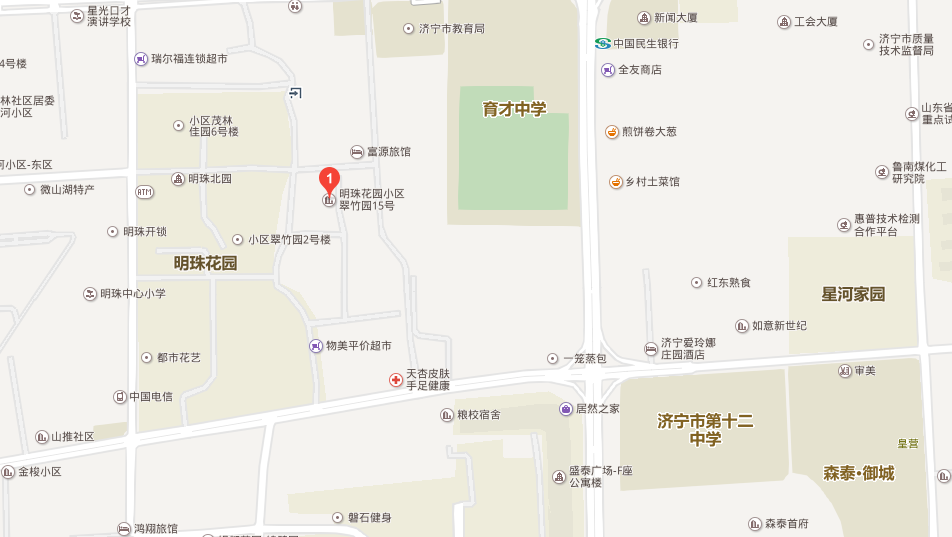 星光口才
演讲学校
济宁市教育局
新闻大厦
工会大厦
中国民生银行
济宁市质量
技术监督局
瑞尔福连锁超市
4号楼
全友商店
林社区居委
河小区
育才中学
山东省
重点试
小区茂林
佳园6号楼
煎饼卷大葱
富源旅馆
河小区-东区
鲁南煤化工
研究院
明珠北园
1
乡村土菜馆
微山湖特产
ATM
明珠花园小区
翠竹园15号
惠普技术检测
合作平台
明珠开锁
小区翠竹园2号楼
明珠花园
红东熟食
星河家园
明珠中心小学
如意新世纪
物美平价超市
济宁爱玲娜
庄园酒店
都市花艺
一笼蒸包
天杏皮肤
手足健康
审美
中国电信
居然之家
粮校宿舍
济宁市第十二
中学
山推社区
皇营
金梭小区
盛泰广场-F座
公寓楼
森泰·御城
磐石健身
鸿翔旅馆
森泰首府